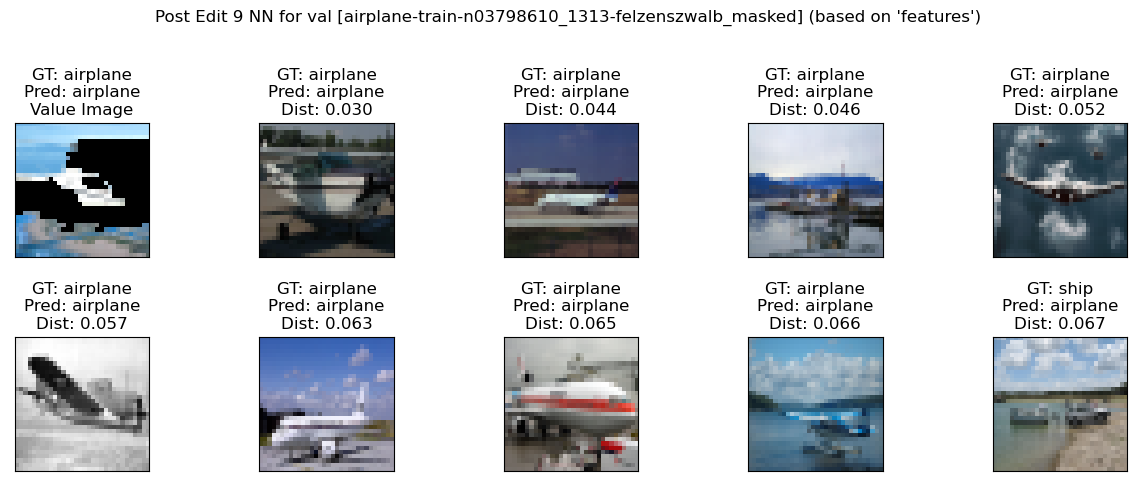 Post Edit 9 NN for val [airplane-train-n03798610_1313-felzenszwalb_masked] (based on 'features')
GT: airplane
Pred: airplane
Value Image
GT: airplane
Pred: airplane
Dist: 0.030
GT: airplane
Pred: airplane
Dist: 0.044
GT: airplane
Pred: airplane
Dist: 0.046
GT: airplane
Pred: airplane
Dist: 0.052
GT: airplane
Pred: airplane
Dist: 0.057
GT: airplane
Pred: airplane
Dist: 0.063
GT: airplane
Pred: airplane
Dist: 0.065
GT: airplane
Pred: airplane
Dist: 0.066
GT: ship
Pred: airplane
Dist: 0.067